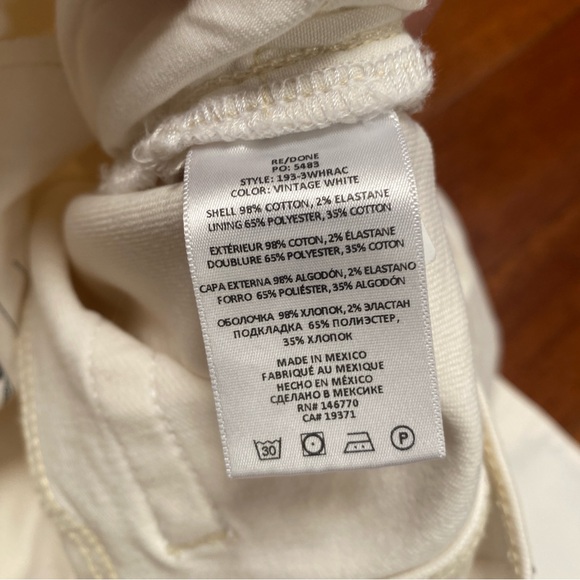 RE/DONE
PO: 5483
STYLE: 193-3WHRAC
COLOR: VINTAGE WHITE
SHELL 98% COTTON, 2% ELASTANE
LINING 65% POLYESTER, 35% COTTON
EXTÉRIEUR 98% COTON, 2% ÉLASTANE
DOUBLURE 65% POLYESTER, 35% COTON
CAPA EXTERNA 98% ALGODÓN, 2% ELASTANO
FORRO 65% POLIÉSTER, 35% ALGODÓN
ОБОЛОЧКА 98% ХЛОПОК, 2% ЭЛАСТАН
ПОДКЛАДКА 65% ПОЛИЭСТЕР,
35% ХЛОПОК
MADE IN MEXICO
FABRIQUÉ AU MEXIQUE
HECHO EN MÉXICO
СДЕЛАНО В МЕКСИКЕ
RN# 146770
CA# 19371
30 P